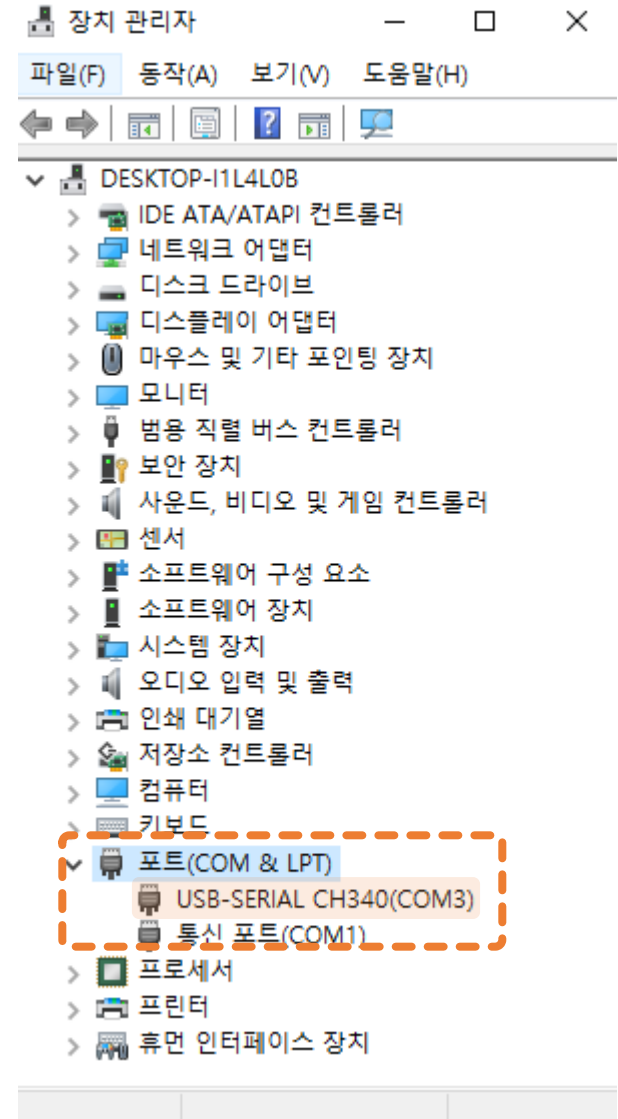 장치 관리자
파일(F) 동작(A) 보기(V) 도움말(H)
DESKTOP-I1L4L0B
IDE ATA/ATAPI 컨트롤러
네트워크 어댑터
디스크 드라이브
디스플레이 어댑터
마우스 및 기타 포인팅 장치
모니터
범용 직렬 버스 컨트롤러
보안 장치
사운드, 비디오 및 게임 컨트롤러
센서
소프트웨어 구성 요소
소프트웨어 장치
시스템 장치
오디오 입력 및 출력
인쇄 대기열
저장소 컨트롤러
컴퓨터
키보드
포트(COM & LPT)
USB-SERIAL CH340(COM3)
통신 포트(COM1)
프로세서
프린터
휴먼 인터페이스 장치